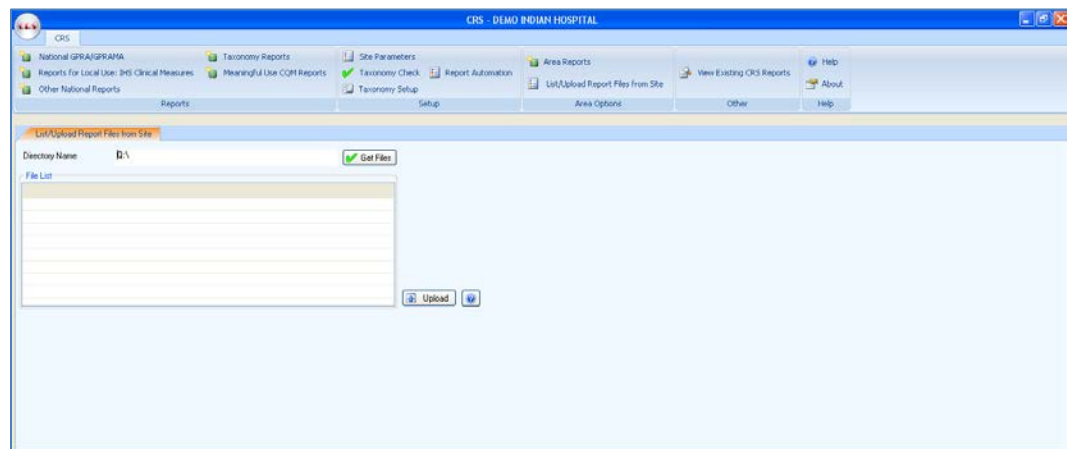 CRS - DEMO INDIAN HOSPITAL
CRS
National GPRA/GPRAMA
Reports for Local Use: IHS Clinical Measures
Other National Reports
Taxonomy Reports
Meaningful Use CQM Reports
Reports
Site Parameters
Taxonomy Check
Report Automation
Taxonomy Setup
Setup
Area Reports
List/Upload Report Files from Site
Area Options
View Existing CRS Reports
Other
Help
About
Help
List/Upload Report Files from Site
Directory Name
Get Files
File List
Upload